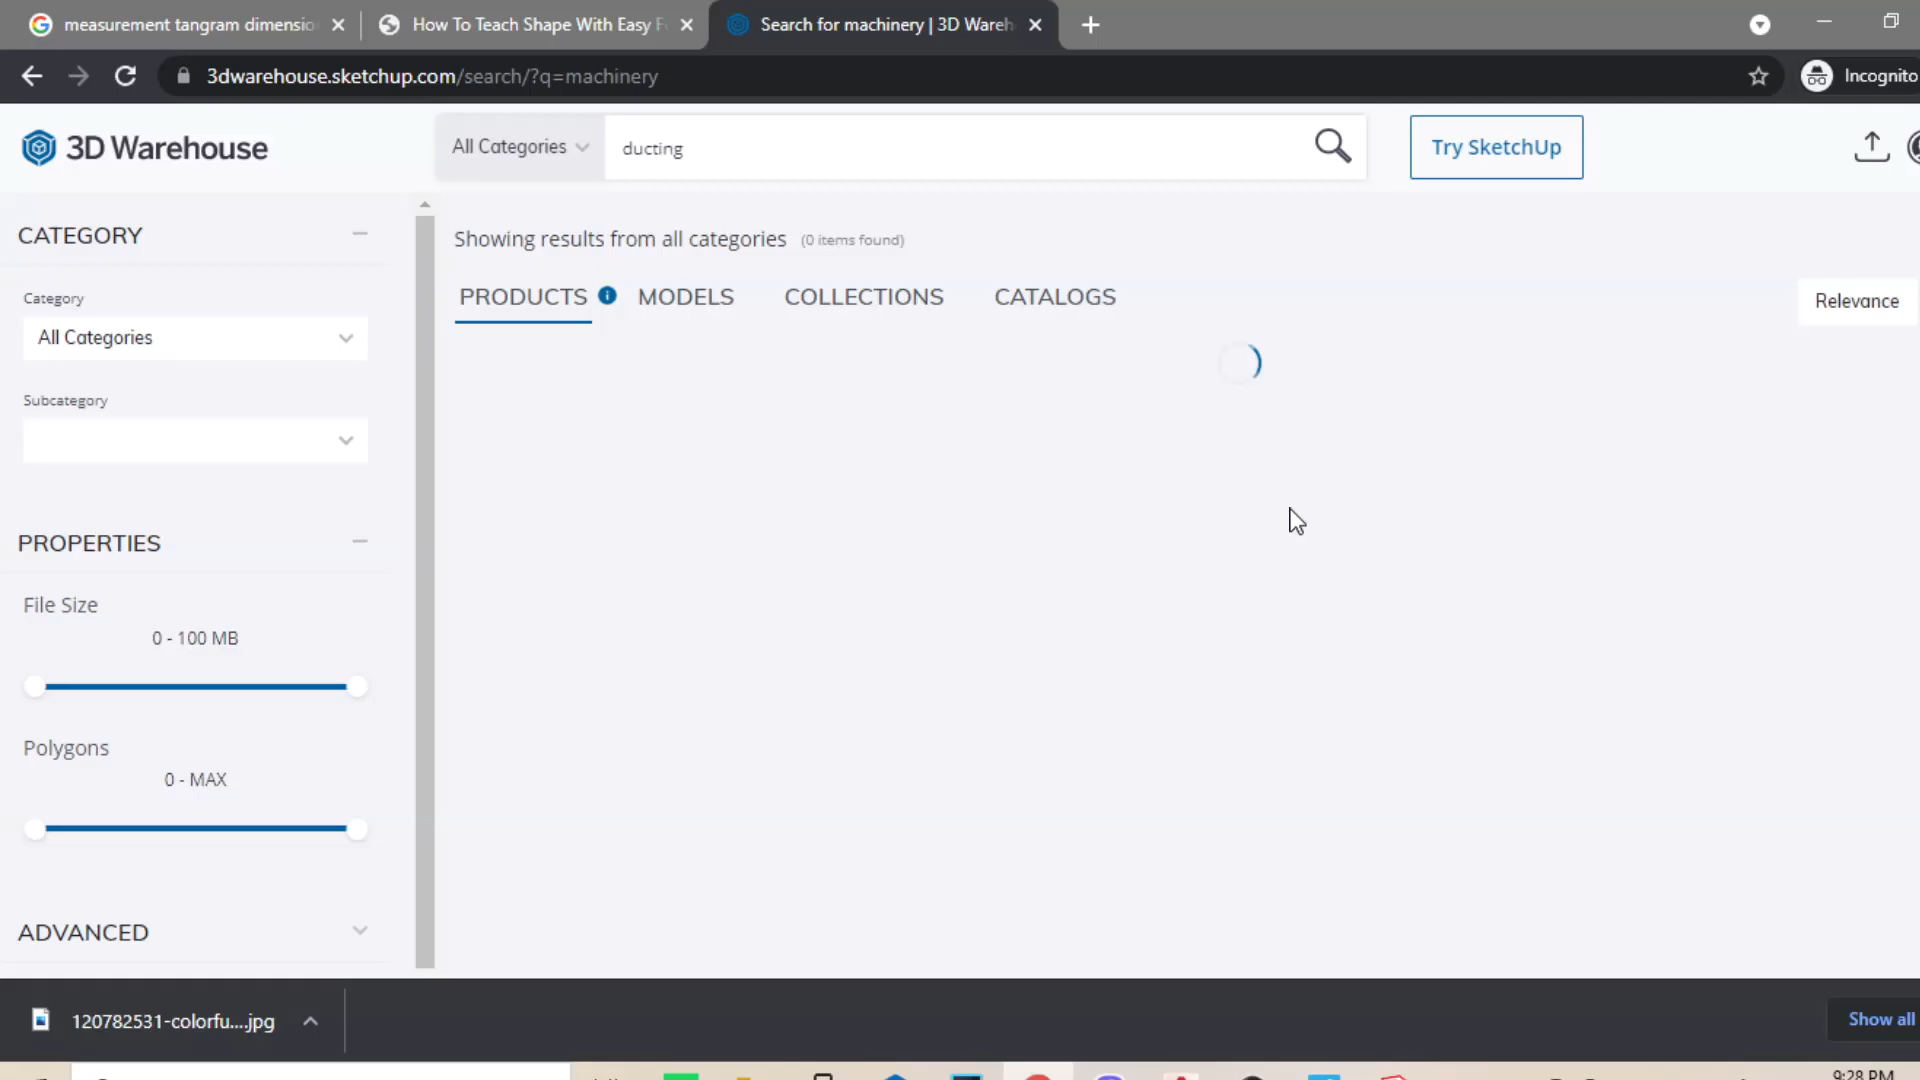 measurement tangram dimensio
How To Teach Shape With Easy F
Search for machinery | 3D Wareh
3dwarehouse.sketchup.com/search/?q=machinery
Incognito
3D Warehouse
All Categories
ducting
Try SketchUp
CATEGORY
Category
All Categories
Subcategory
PROPERTIES
File Size
0 - 100 MB
Polygons
0 - MAX
ADVANCED
Showing results from all categories (0 items found)
PRODUCTS
MODELS
COLLECTIONS
CATALOGS
Relevance
120782531-colorfu....jpg
Show all
9:28 PM